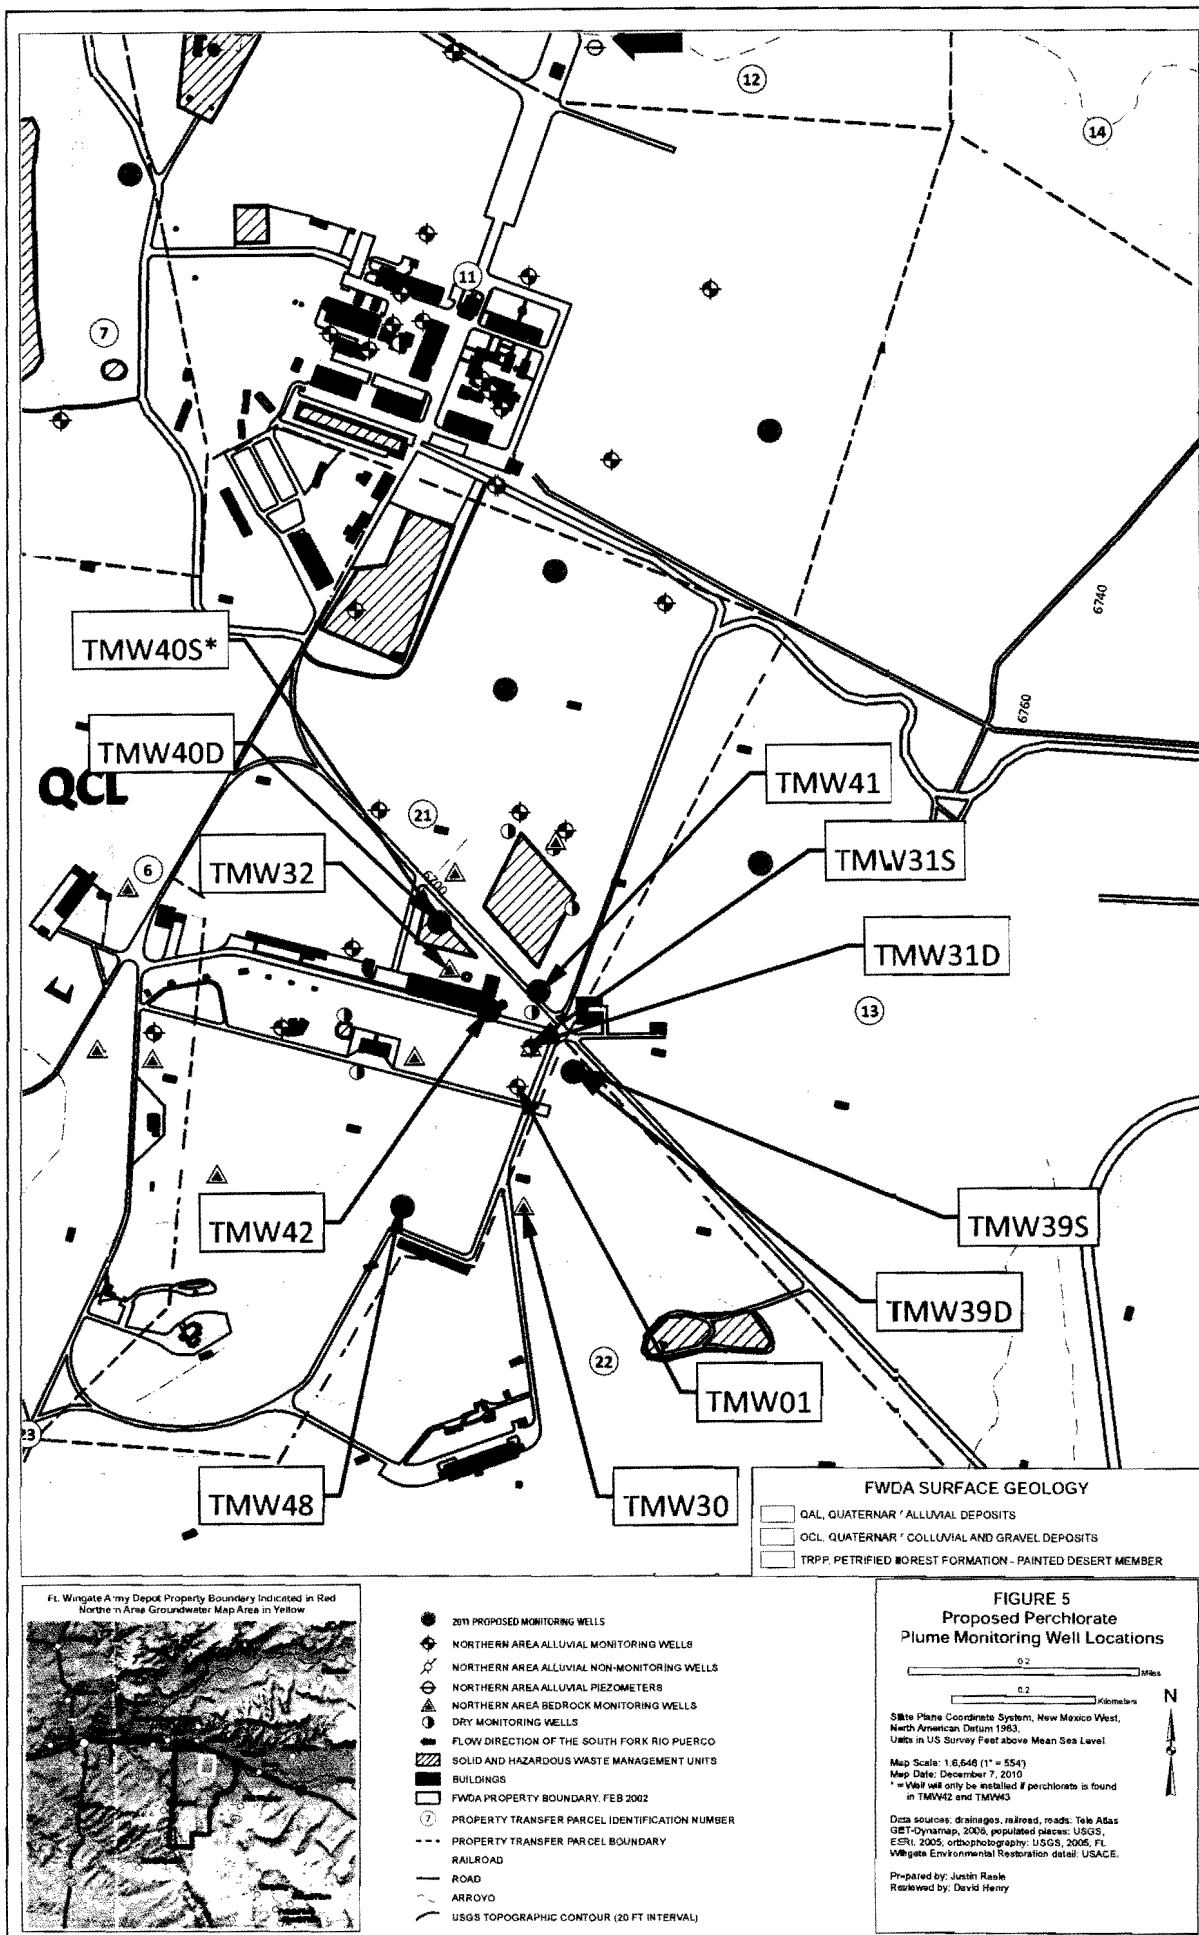 12
14
11
7
6740
TMW40S*
6760
TMW40D
TMW41
QCL
21
TMW31S
TMW32
6
6700
TMW31D
13
TMW42
TMW39S
TMW39D
22
TMW01
23
TMW48
TMW30
FWDA SURFACE GEOLOGY
QAL, QUATERNAR' ALLUVIAL DEPOSITS
QCL, QUATERNAR' COLLUVIAL AND GRAVEL DEPOSITS
TRPP, PETRIFIED FOREST FORMATION - PAINTED DESERT MEMBER
Ft. Wingate Army Depot Property Boundary Indicated in Red
Northern Area Groundwater Map Area in Yellow
2011 PROPOSED MONITORING WELLS
NORTHERN AREA ALLUVIAL MONITORING WELLS
NORTHERN AREA ALLUVIAL NON-MONITORING WELLS
NORTHERN AREA ALLUVIAL PIEZOMETERS
NORTHERN AREA BEDROCK MONITORING WELLS
DRY MONITORING WELLS
FLOW DIRECTION OF THE SOUTH FORK RIO PUERCO
SOLID AND HAZARDOUS WASTE MANAGEMENT UNITS
BUILDINGS
FWDA PROPERTY BOUNDARY, FEB 2002
7 PROPERTY TRANSFER PARCEL IDENTIFICATION NUMBER
PROPERTY TRANSFER PARCEL BOUNDARY
RAILROAD
ROAD
ARROYO
USGS TOPOGRAPHIC CONTOUR (20 FT INTERVAL)
FIGURE 5
Proposed Perchlorate
Plume Monitoring Well Locations
0.2
Miles
0.2
Kilometers
N
State Plane Coordinate System, New Mexico West,
North American Datum 1983,
Units in US Survey Feet above Mean Sea Level
Map Scale: 1:6,646 (1" = 554')
Map Date: December 7, 2010
* = Well will only be installed if perchlorate is found
in TMW42 and TMW43
Data sources: drainages, railroad, roads: Tele Atlas
GET-Dynamap, 2006, populated places: USGS,
ESRI, 2005; orthophotography: USGS, 2005, Ft.
Wingate Environmental Restoration detail: USACE.
Prepared by: Justin Raale
Reviewed by: David Henry